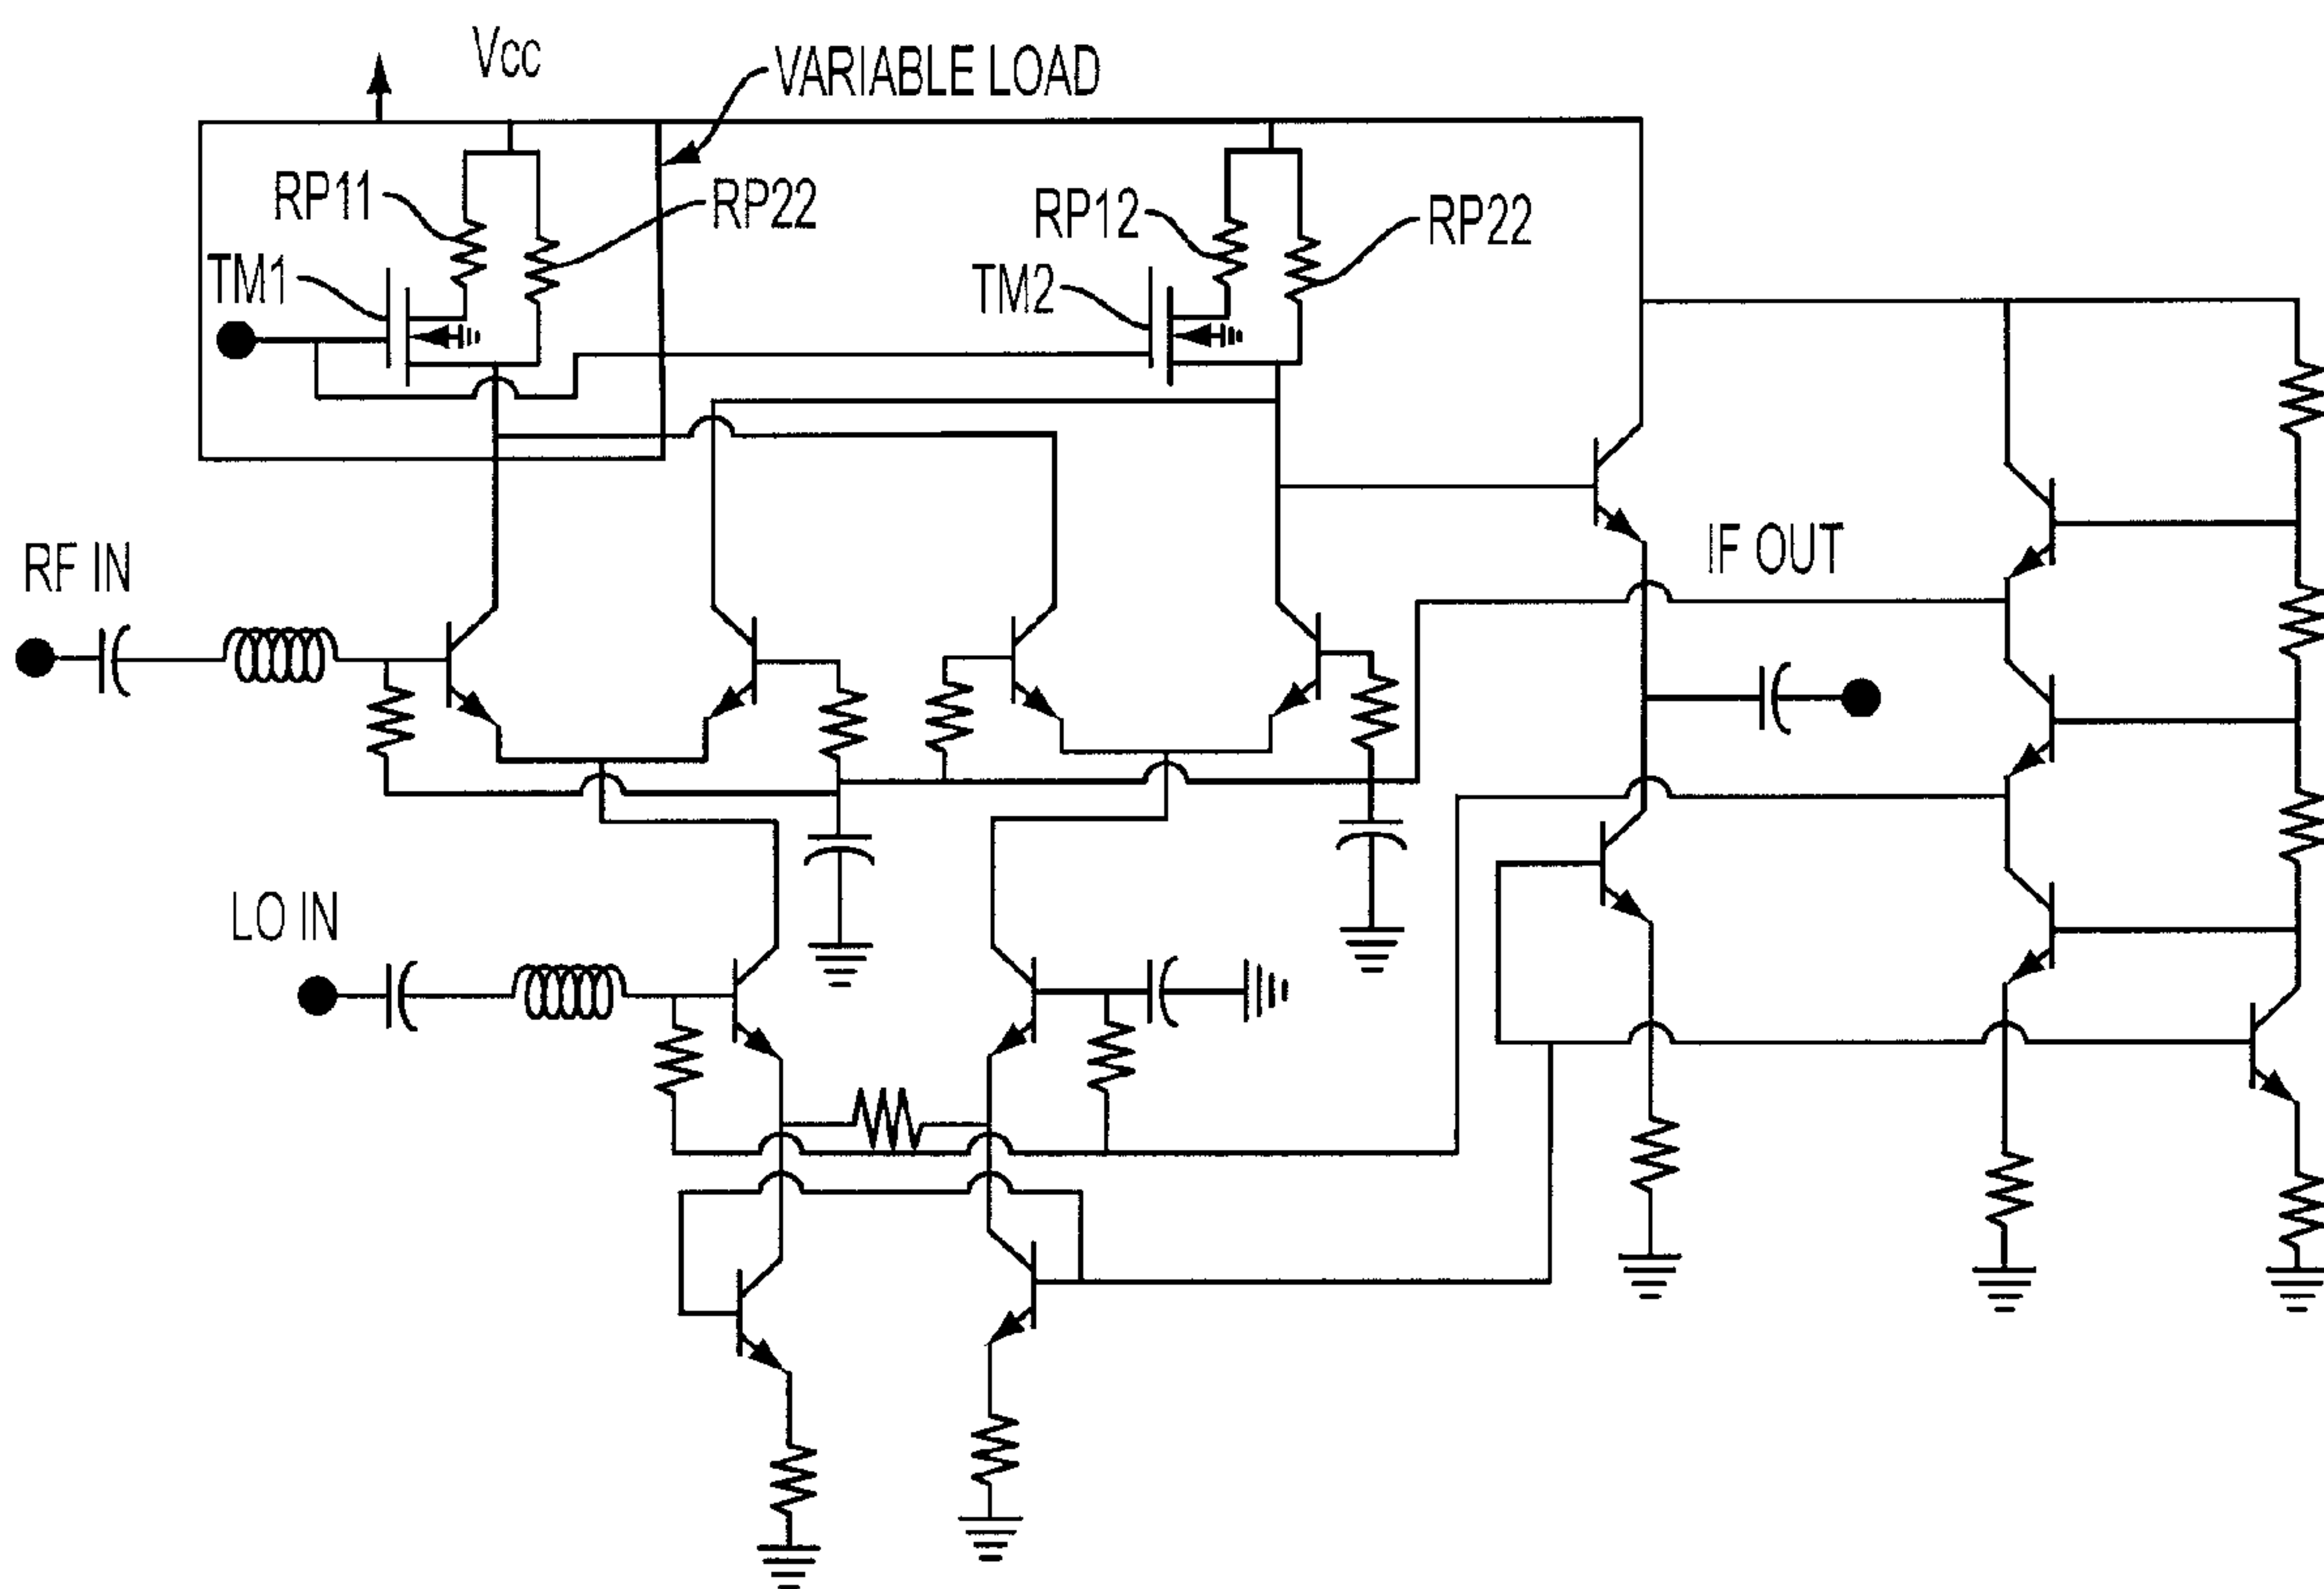 Vcc
VARIABLE LOAD
RP11
RP22
RP12
RP22
TM1
TM2
RF IN
IF OUT
LO IN